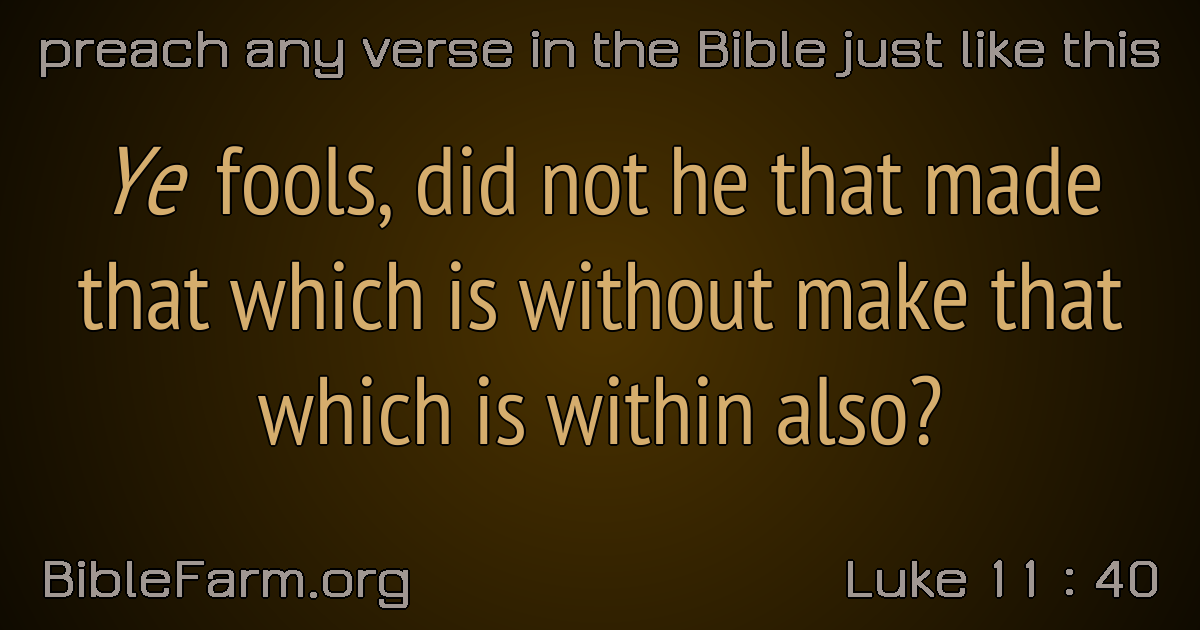 preach any verse in the Bible just like this
Ye fools, did not he that made
that which is without make that
which is within also?
BibleFarm.org
Luke 11 : 40